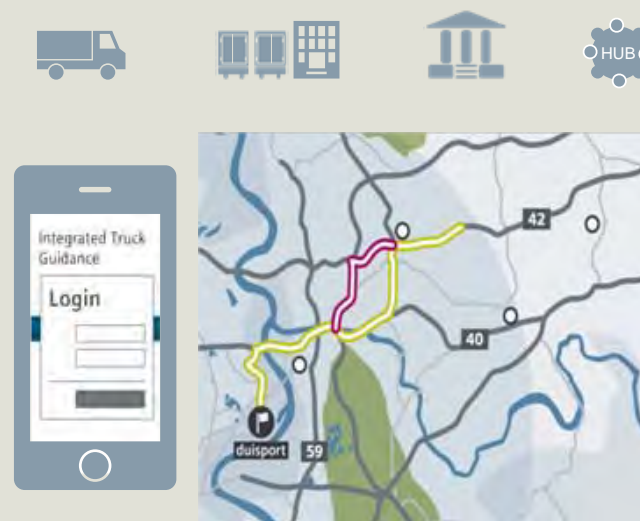 HUB
Integrated Truck
Guidance
Login
42
40
duisport
59